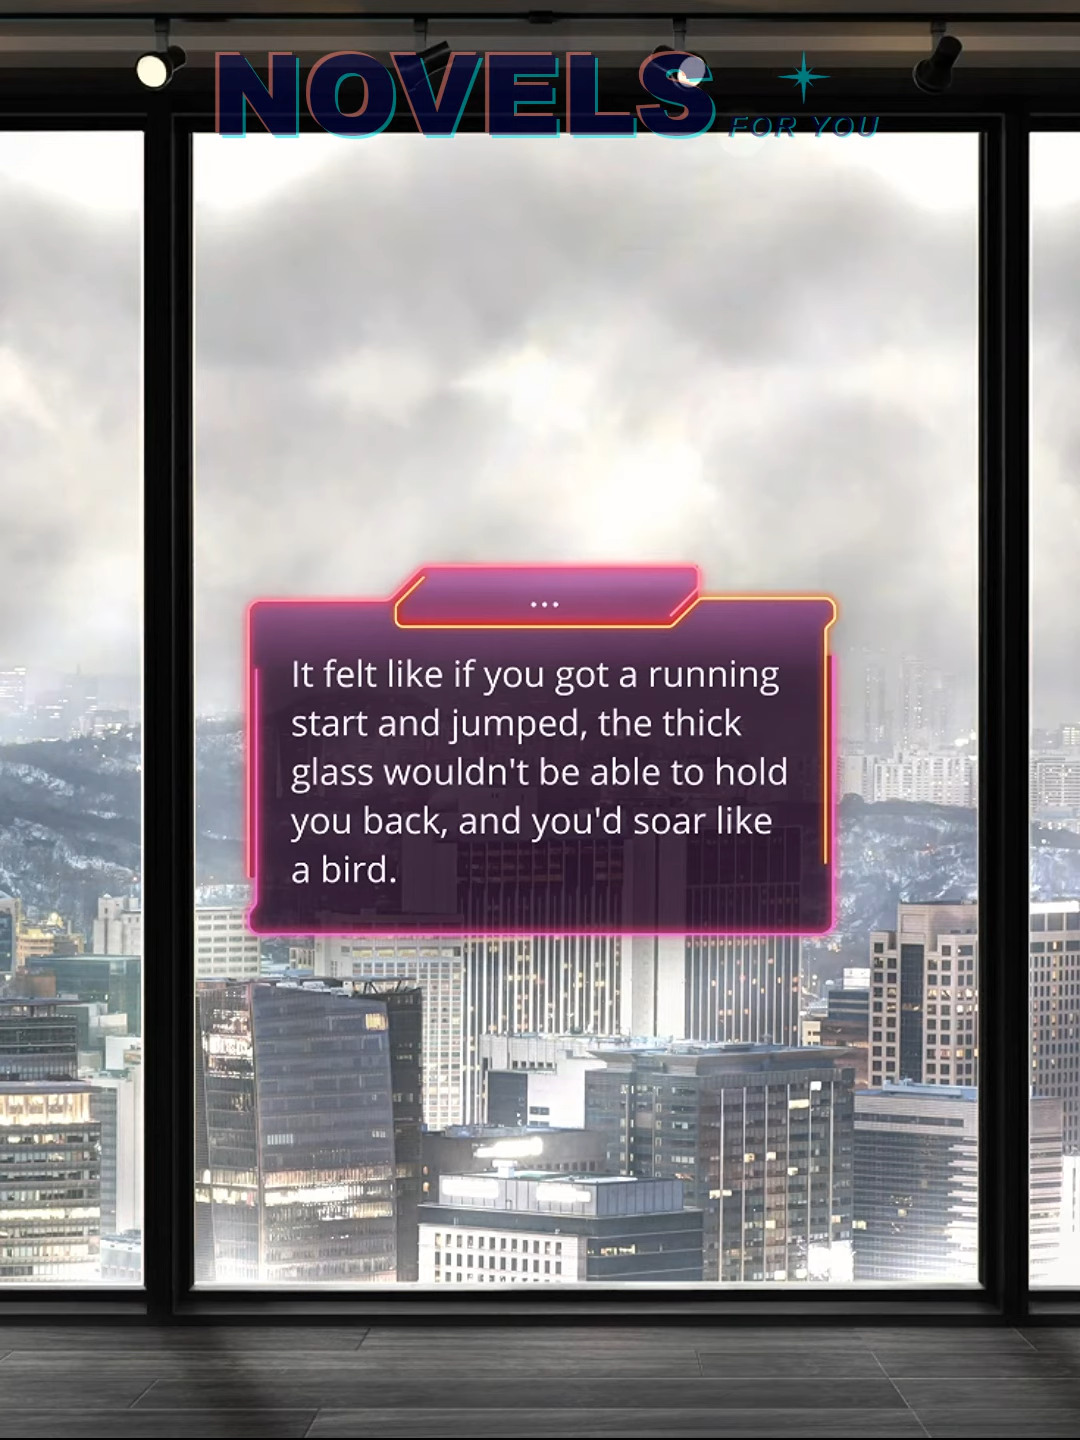 NOVELS
FOR YOU
...
It felt like if you got a running
start and jumped, the thick
glass wouldn't be able to hold
you back, and you'd soar like
a bird.